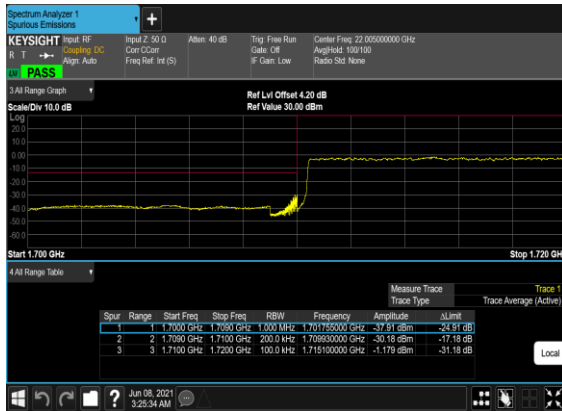 Spectrum Analyzer 1
Spurious Emissions
KEYSIGHT Input: RF Input Z: 50 Ω Atten: 40 dB Trig: Free Run Center Freq: 22.005000000 GHz
R T Coupling: DC Corr CCorr Gate: Off Avg|Hold: 100/100
Align: Auto Freq Ref: Int (S) IF Gain: Low Radio Std: None
PASS
3 All Range Graph
Ref Lvl Offset 4.20 dB
Scale/Div 10.0 dB Ref Value 30.00 dBm
Log
20.0
10.0
0.00
-10.0
-20.0
-30.0
-40.0
-50.0
-60.0
Start 1.700 GHz Stop 1.720 GH
4 All Range Table
Measure Trace Trace 1
Trace Type Trace Average (Active)
Spur Range Start Freq Stop Freq RBW Frequency Amplitude ΔLimit
1 1 1.7000 GHz 1.7090 GHz 1.000 MHz 1.701755000 GHz -37.91 dBm -24.91 dB
2 2 1.7090 GHz 1.7100 GHz 200.0 kHz 1.709930000 GHz -30.18 dBm -17.18 dB
3 3 1.7100 GHz 1.7200 GHz 100.0 kHz 1.715100000 GHz -1.179 dBm -31.18 dB
Local
? Jun 08, 2021
3:25:34 AM